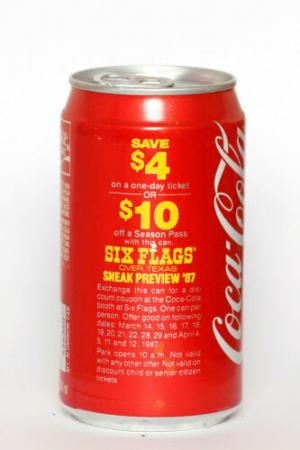 SAVE
$4
on a one-day ticket
OR
$10
off a Season Pass
with this can.
SIX FLAGS®
OVER TEXAS
SNEAK PREVIEW '87
Exchange this can for a dis-
count coupon at the Coca-Cola
booth at Six Flags. One can per
person. Offer good on following
dates: March 14, 15, 16, 17, 18,
19, 20, 21, 22, 28, 29 and April 4,
5, 11 and 12, 1987.
Park opens 10 a.m. Not valid
with any other offer. Not valid on
discount child or senior citizen
tickets.
Coca-Cola